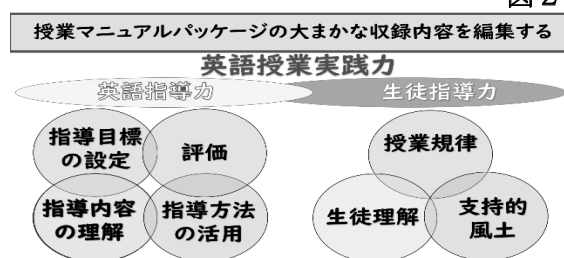 図 2
授業マニュアルパッケージの大まかな収録内容を編集する
英語授業実践力
英語指導力
生徒指導力
指導目標
の設定
評価
指導内容
の理解
指導方法
の活用
授業規律
生徒理解
支持的
風土